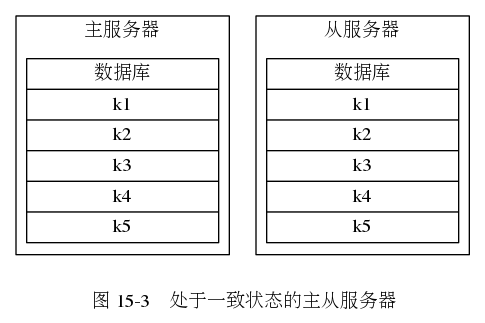 主服务器
数据库
k1
k2
k3
k4
k5
从服务器
数据库
k1
k2
k3
k4
k5
图 15-3 处于一致状态的主从服务器